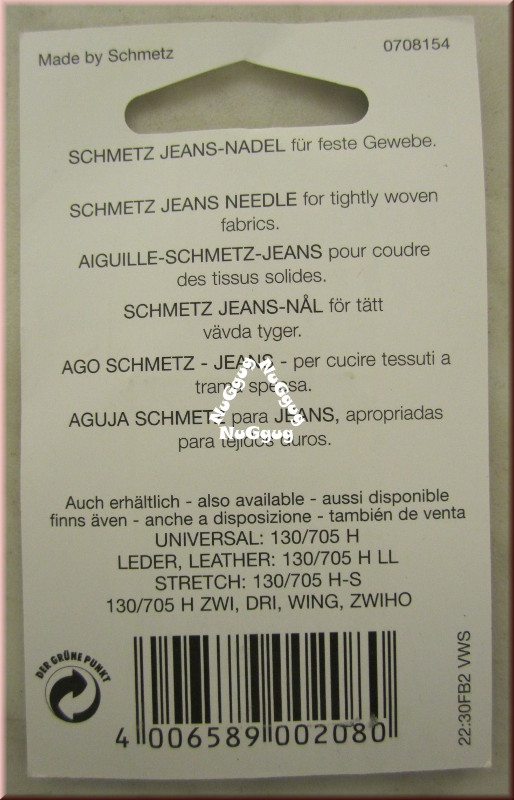 Made by Schmetz
0708154
SCHMETZ JEANS-NADEL für feste Gewebe.
SCHMETZ JEANS NEEDLE for tightly woven
fabrics.
AIGUILLE-SCHMETZ-JEANS pour coudre
des tissus solides.
SCHMETZ JEANS-NÅL för tätt
vävda tyger.
AGO SCHMETZ - JEANS - per cucire tessuti a
trama spessa.
AGUJA SCHMETZ para JEANS, apropriadas
para tejidos duros.
NuGgug
NuGgug
NuGgug
Auch erhältlich - also available - aussi disponible
finns även - anche a disposizione - también de venta
UNIVERSAL: 130/705 H
LEDER, LEATHER: 130/705 H LL
STRETCH: 130/705 H-S
130/705 H ZWI, DRI, WING, ZWIHO
DER GRÜNE PUNKT
4 006589 002080
22:30FB2 VWS